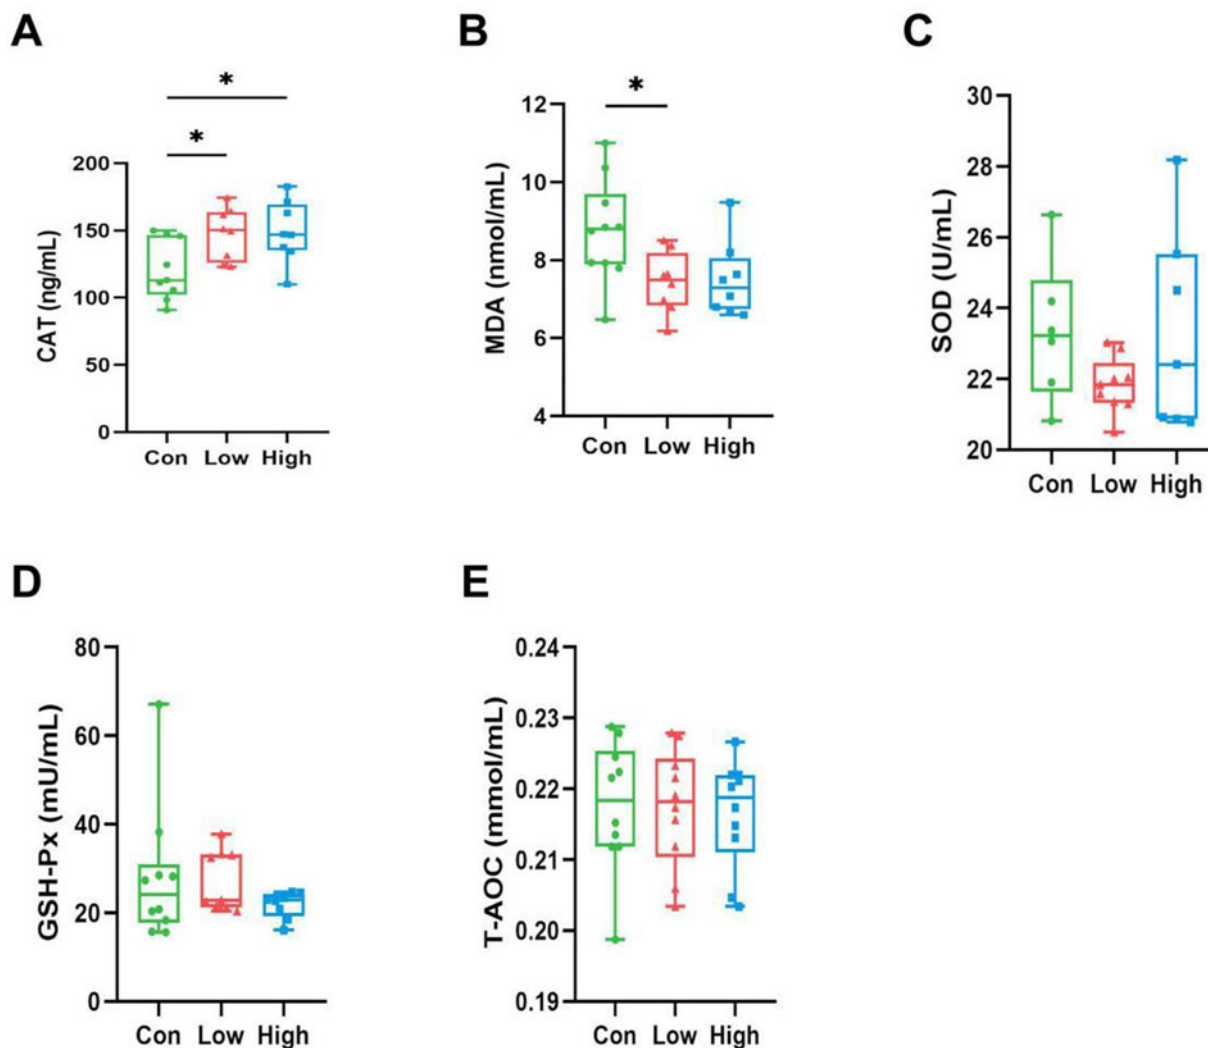 A
CAT (ng/mL)
200
150
100
50
0
*
*
Con Low High
B
MDA (nmol/mL)
12
10
8
6
4
*
Con Low High
C
SOD (U/mL)
30
28
26
24
22
20
Con Low High
D
GSH-Px (mU/mL)
80
60
40
20
0
Con Low High
E
T-AOC (mmol/mL)
0.24
0.23
0.22
0.21
0.20
0.19
Con Low High